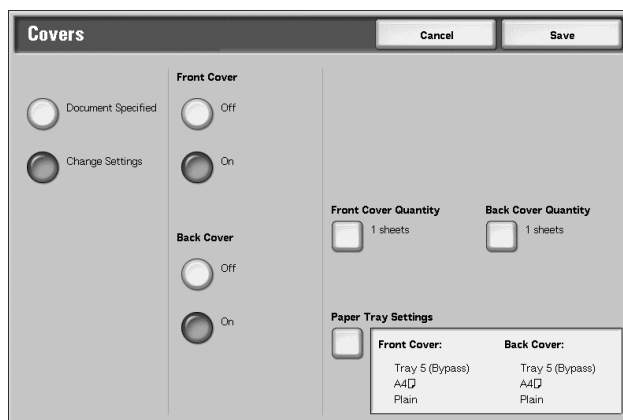 Covers
Cancel
Save
Document Specified
Change Settings
Front Cover
Off
On
Back Cover
Off
On
Front Cover Quantity
1 sheets
Back Cover Quantity
1 sheets
Paper Tray Settings
Front Cover:
Tray 5 (Bypass)
A4
Plain
Back Cover:
Tray 5 (Bypass)
A4
Plain